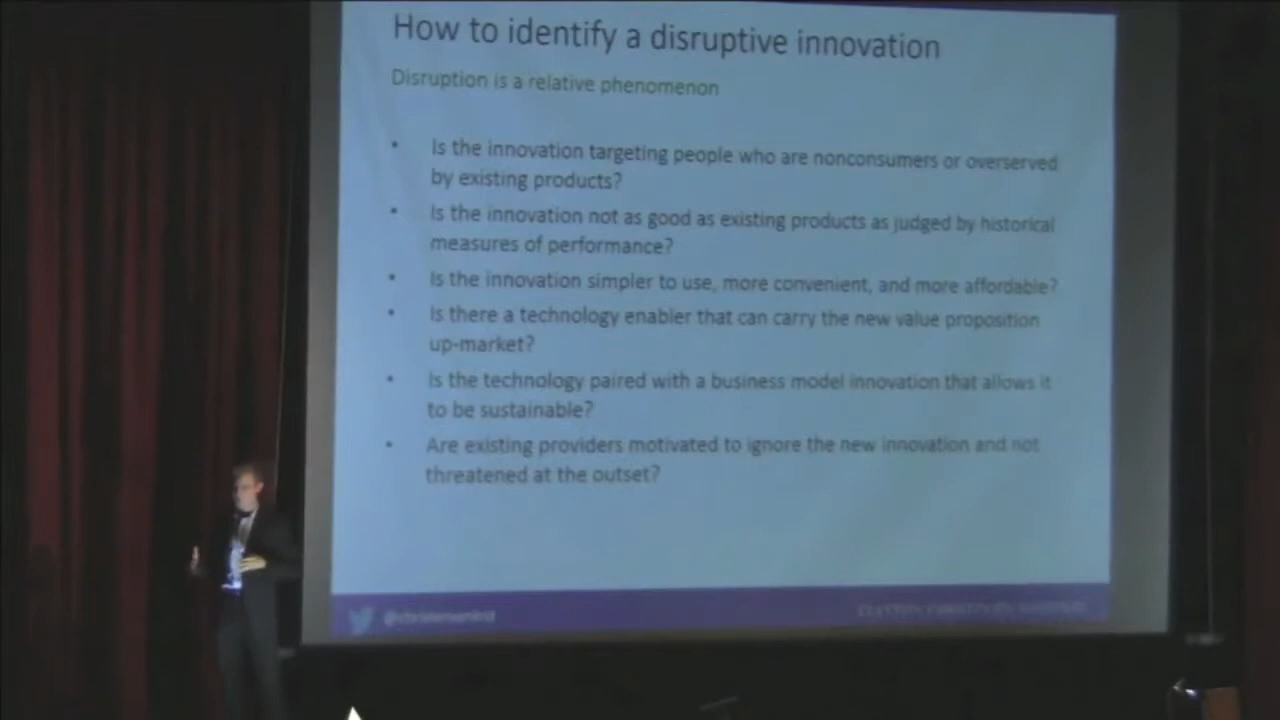 How to identify a disruptive innovation
Disruption is a relative phenomenon
• Is the innovation targeting people who are nonconsumers or overserved
by existing products?
• Is the innovation not as good as existing products as judged by historical
measures of performance?
• Is the innovation simpler to use, more convenient, and more affordable?
• Is there a technology enabler that can carry the new value proposition
up-market?
• Is the technology paired with a business model innovation that allows it
to be sustainable?
• Are existing providers motivated to ignore the new innovation and not
threatened at the outset?
@christenseninst
CLAYTON CHRISTENSEN INSTITUTE